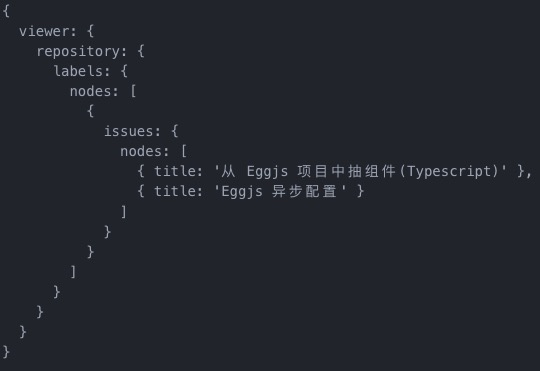 {
  viewer: {
    repository: {
      labels: {
        nodes: [
          {
            issues: {
              nodes: [
                { title: '从 Eggjs 项目中抽组件(Typescript)' },
                { title: 'Eggjs 异步配置' }
              ]
            }
          }
        ]
      }
    }
  }
}